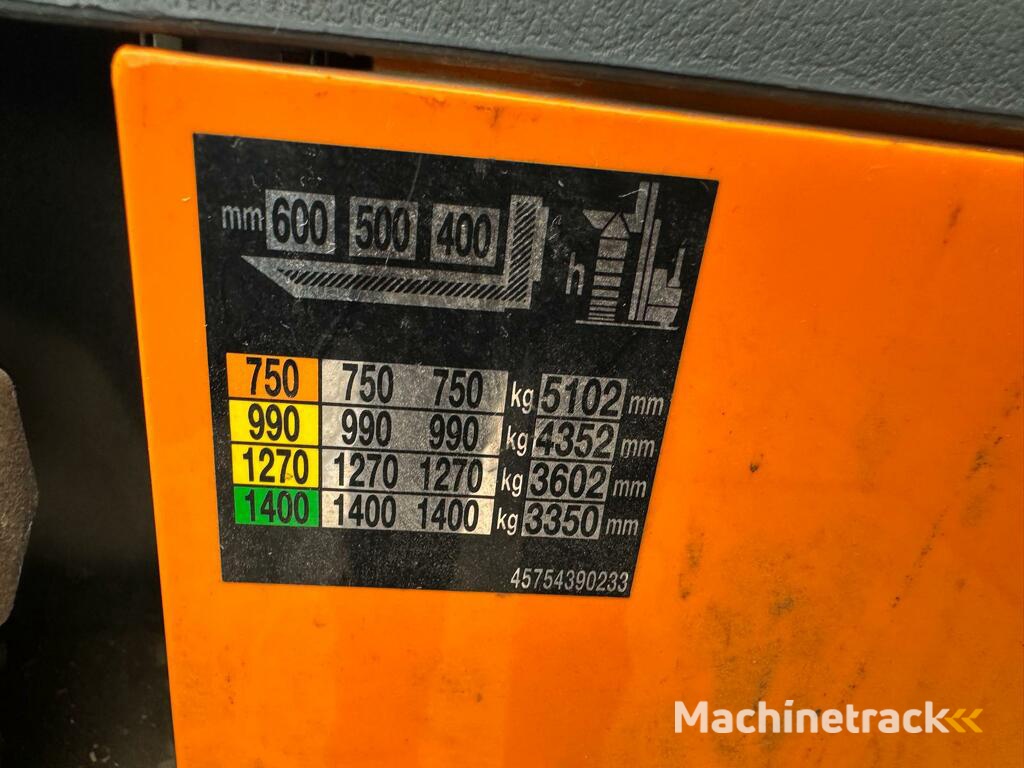 mm 600 500 400
h
750 750 750 kg 5102 mm
990 990 990 kg 4352 mm
1270 1270 1270 kg 3602 mm
1400 1400 1400 kg 3350 mm
45754390233
Machinetrack